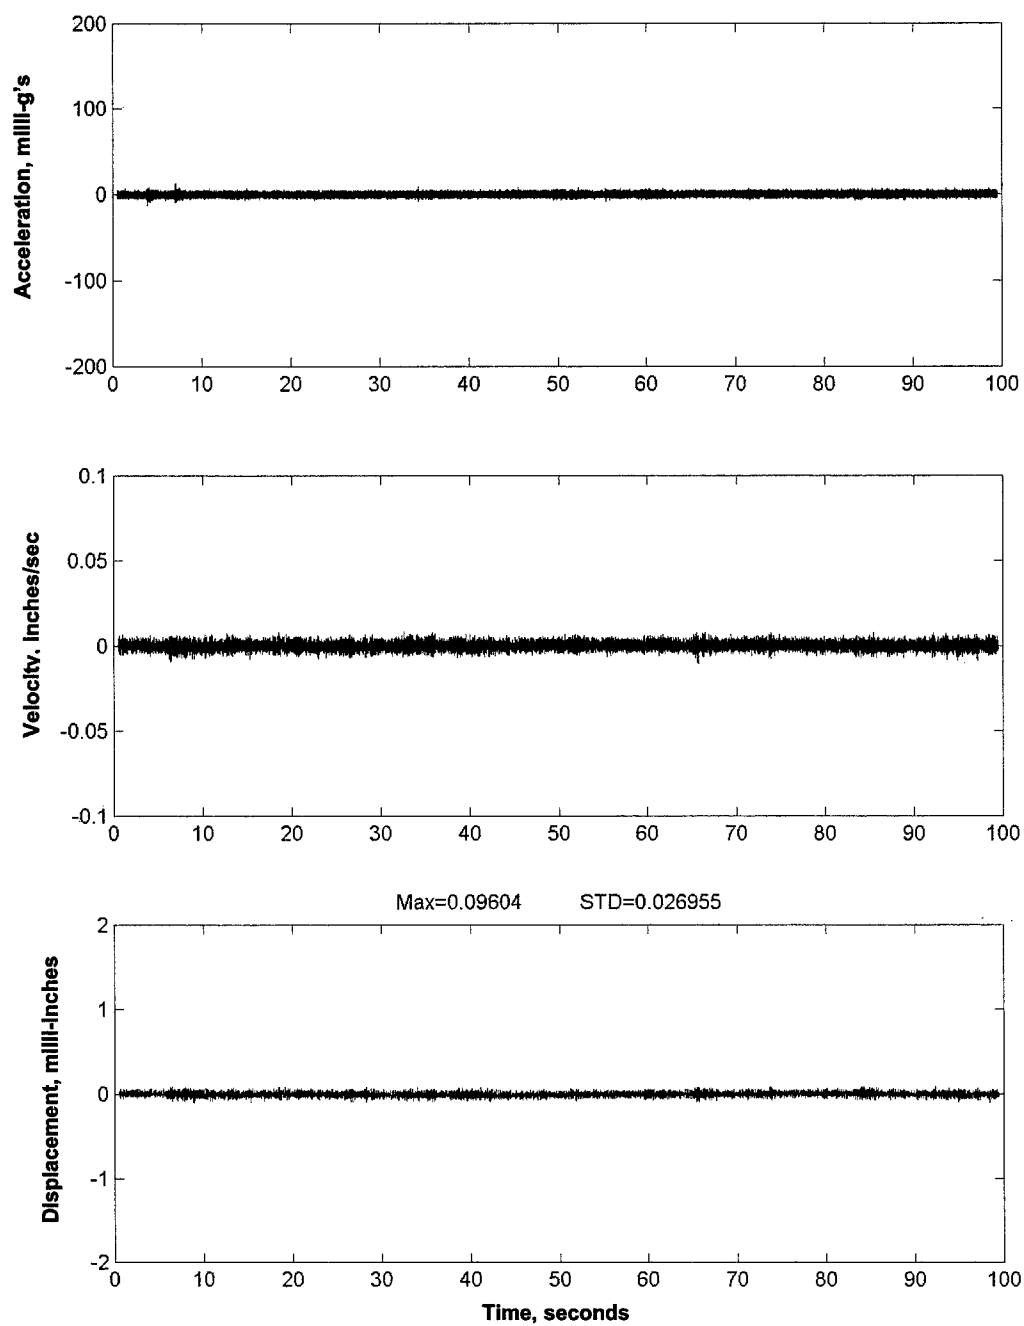 Acceleration, milli-g's
200
100
0
-100
-200
0 10 20 30 40 50 60 70 80 90 100
Velocity. Inches/sec
0.1
0.05
0
-0.05
-0.1
0 10 20 30 40 50 60 70 80 90 100
Max=0.09604 STD=0.026955
Displacement, milli-Inches
2
1
0
-1
-2
0 10 20 30 40 50 60 70 80 90 100
Time, seconds